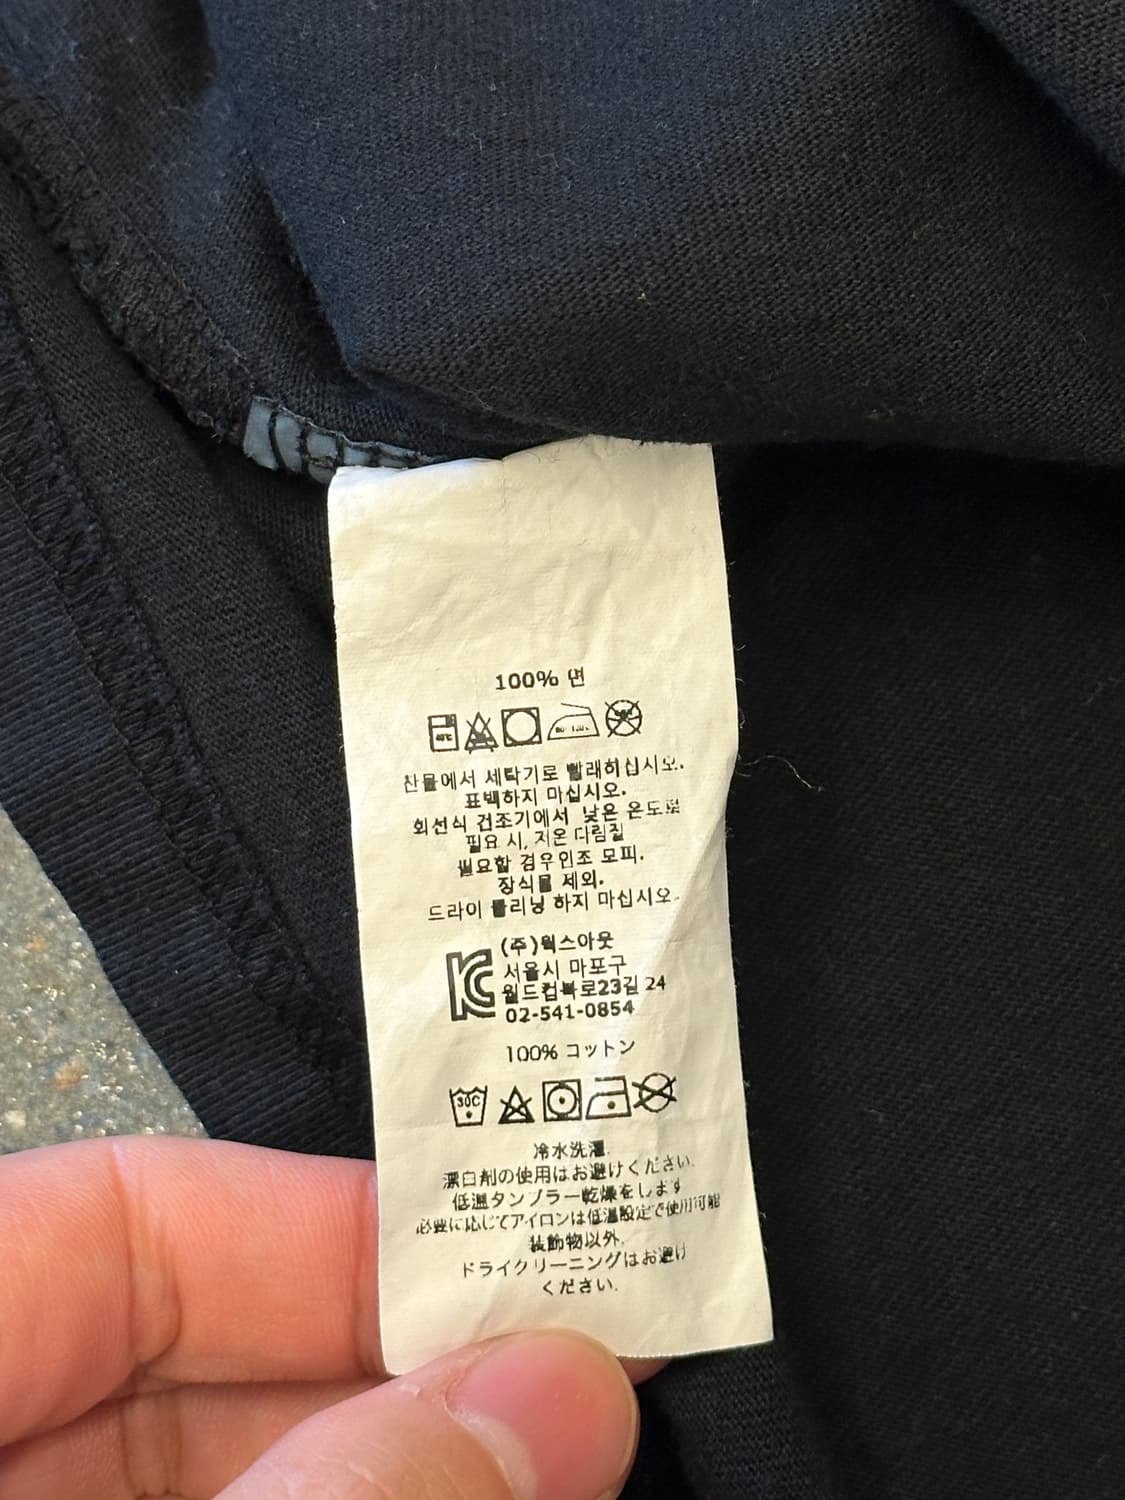 100% 면
40℃
찬물에서 세탁기로 빨래하십시오.
표백하지 마십시오.
회선식 건조기에서 낮은 온도로
필요 시, 저온 다림질
필요할 경우인조 모피.
장식물 제외.
드라이 클리닝 하지 마십시오.
(주)웍스아웃
서울시 마포구
월드컵북로23길 24
02-541-0854
100% コットン
30C
冷水洗濯.
漂白剤の使用はお避けください.
低温タンブラー乾燥をします
必要に応じてアイロンは低温設定で使用可能
装飾物以外.
ドライクリーニングはお避け
ください.